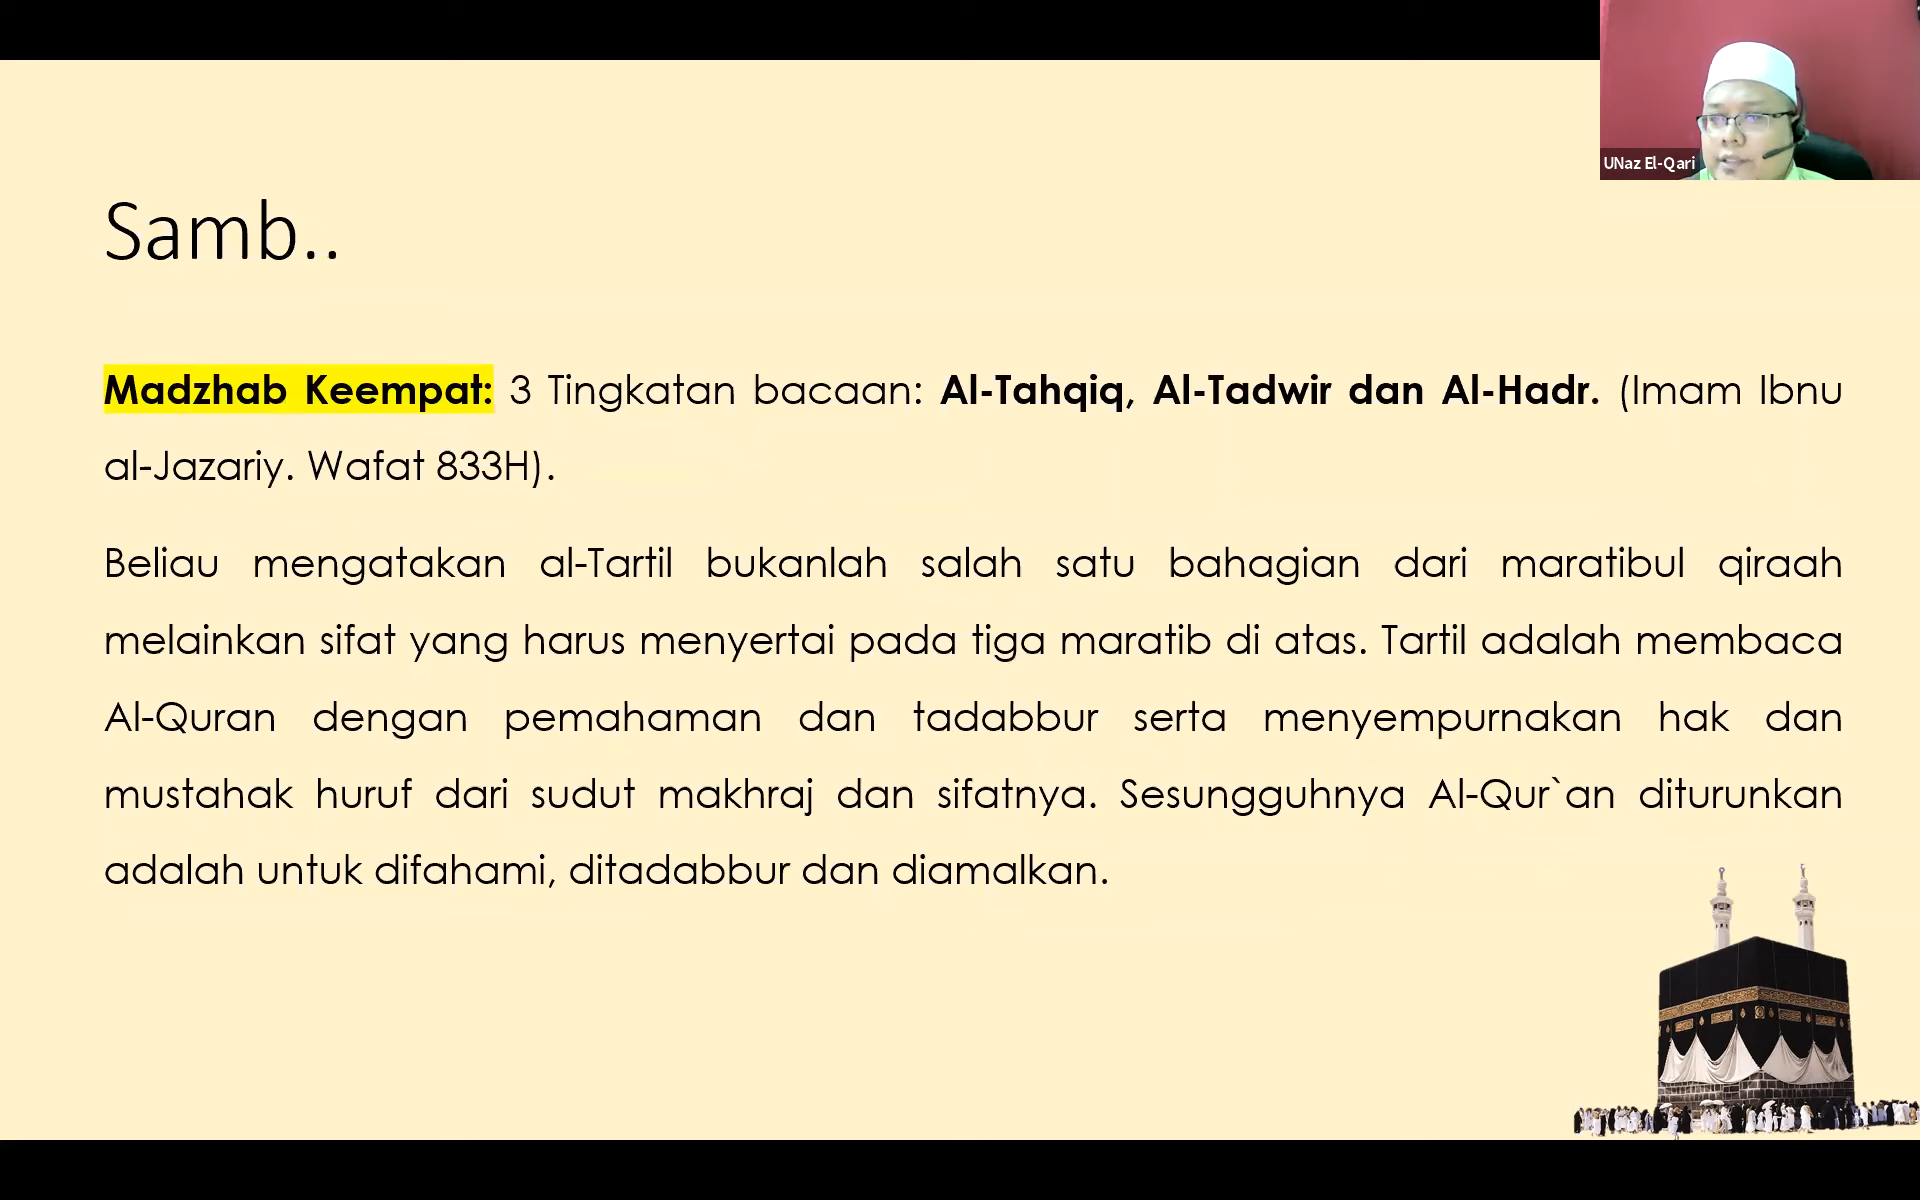 UNaz El-Qari
Samb..
Madzhab Keempat: 3 Tingkatan bacaan: Al-Tahqiq, Al-Tadwir dan Al-Hadr. (Imam Ibnu
al-Jazariy. Wafat 833H).
Beliau mengatakan al-Tartil bukanlah salah satu bahagian dari maratibul qiraah
melainkan sifat yang harus menyertai pada tiga maratib di atas. Tartil adalah membaca
Al-Quran dengan pemahaman dan tadabbur serta menyempurnakan hak dan
mustahak huruf dari sudut makhraj dan sifatnya. Sesungguhnya Al-Qur`an diturunkan
adalah untuk difahami, ditadabbur dan diamalkan.